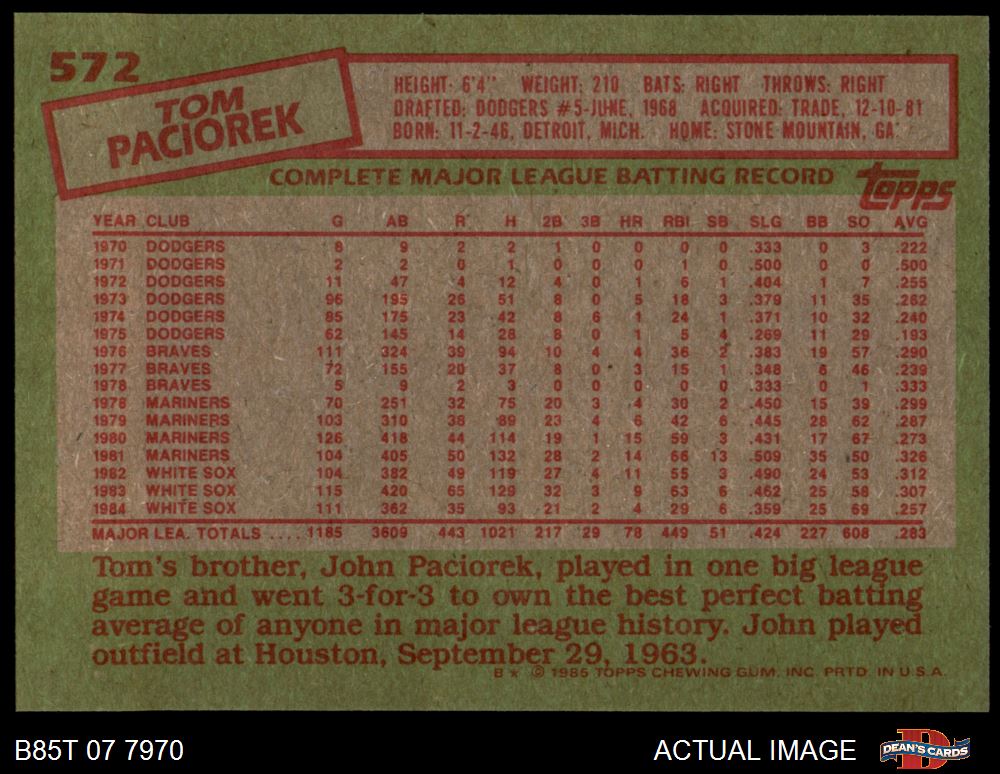 572
TOM
PACIOREK
HEIGHT: 6'4" WEIGHT: 210 BATS: RIGHT THROWS: RIGHT
DRAFTED: DODGERS #5-JUNE, 1968 ACQUIRED: TRADE, 12-10-81
BORN: 11-2-46, DETROIT, MICH. HOME: STONE MOUNTAIN, GA.
COMPLETE MAJOR LEAGUE BATTING RECORD
topps
YEAR CLUB G AB R H 2B 3B HR RBI SB SLG BB SO AVG
1970 DODGERS 8 9 2 2 1 0 0 0 0 .333 0 3 .222
1971 DODGERS 2 2 0 1 0 0 0 1 0 .500 0 0 .500
1972 DODGERS 11 47 4 12 4 0 1 6 1 .404 1 7 .255
1973 DODGERS 96 195 26 51 8 0 5 18 3 .379 11 35 .262
1974 DODGERS 85 175 23 42 8 6 1 24 1 .371 10 32 .240
1975 DODGERS 62 145 14 28 8 0 1 5 4 .269 11 29 .193
1976 BRAVES 111 324 39 94 10 4 4 36 2 .383 19 57 .290
1977 BRAVES 72 155 20 37 8 0 3 15 1 .348 6 46 .239
1978 BRAVES 5 9 2 3 0 0 0 0 0 .333 0 1 .333
1978 MARINERS 70 251 32 75 20 3 4 30 2 .450 15 39 .299
1979 MARINERS 103 310 38 89 23 4 6 42 6 .445 28 62 .287
1980 MARINERS 126 418 44 114 19 1 15 59 3 .431 17 67 .273
1981 MARINERS 104 405 50 132 28 2 14 66 13 .509 35 50 .326
1982 WHITE SOX 104 382 49 119 27 4 11 55 3 .490 24 53 .312
1983 WHITE SOX 115 420 65 129 32 3 9 63 6 .462 25 58 .307
1984 WHITE SOX 111 362 35 93 21 2 4 29 6 .359 25 69 .257
MAJOR LEA. TOTALS .... 1185 3609 443 1021 217 29 78 449 51 .424 227 608 .283
Tom's brother, John Paciorek, played in one big league
game and went 3-for-3 to own the best perfect batting
average of anyone in major league history. John played
outfield at Houston, September 29, 1963.
B* © 1985 TOPPS CHEWING GUM, INC. PRTD. IN U.S.A.
B85T 07 7970 ACTUAL IMAGE DEAN'S CARDS